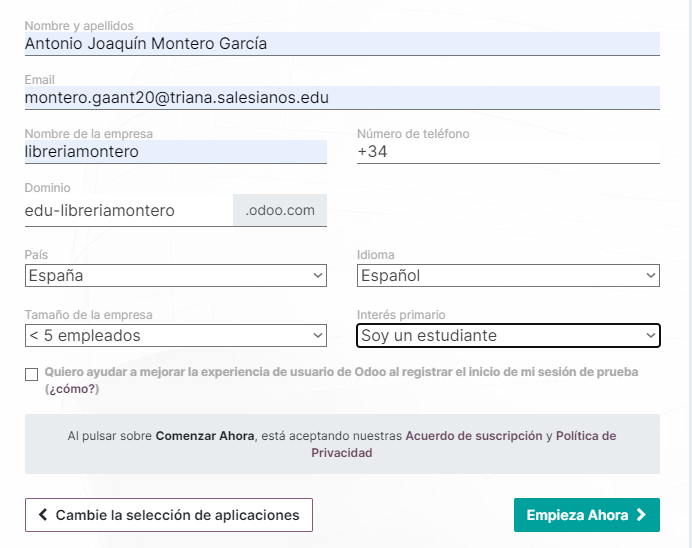 Nombre y apellidos
Antonio Joaquín Montero García
Email
montero.gaant20@triana.salesianos.edu
Nombre de la empresa
libreriamontero
Número de teléfono
+34
Dominio
edu-libreriamontero .odoo.com
País
España
Idioma
Español
Tamaño de la empresa
< 5 empleados
Interés primario
Soy un estudiante
Quiero ayudar a mejorar la experiencia de usuario de Odoo al registrar el inicio de mi sesión de prueba
(¿cómo?)
Al pulsar sobre Comenzar Ahora, está aceptando nuestras Acuerdo de suscripción y Política de
Privacidad
Cambie la selección de aplicaciones
Empieza Ahora